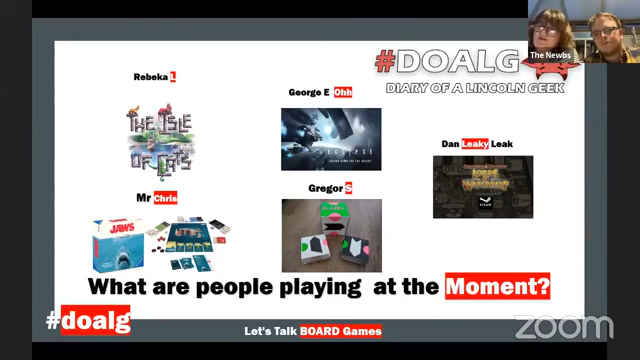 #DOALG
DIARY OF A LINCOLN GEEK
The Newbs
Rebeka L
George E Ohh
Dan Leaky Leak
THE ISLE
OF CATS
ECLIPSE
LORDS
OF
WATERDEEP
STEAM
Mr Chris
Gregor S
JAWS
What are people playing at the Moment?
#doalg
Let's Talk BOARD Games
zoom